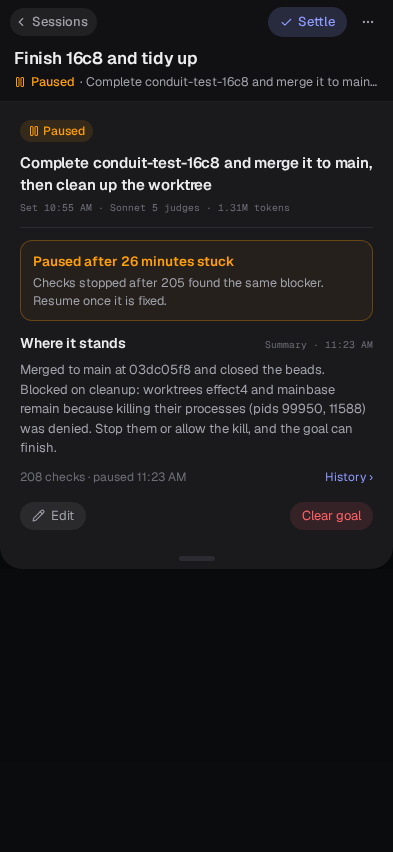 Sessions
Settle
Finish 16c8 and tidy up
Paused · Complete conduit-test-16c8 and merge it to main…
Paused
Complete conduit-test-16c8 and merge it to main,
then clean up the worktree
Set 10:55 AM · Sonnet 5 judges · 1.31M tokens
Paused after 26 minutes stuck
Checks stopped after 205 found the same blocker.
Resume once it is fixed.
Where it stands
Summary · 11:23 AM
Merged to main at 03dc05f8 and closed the beads.
Blocked on cleanup: worktrees effect4 and mainbase
remain because killing their processes (pids 99950, 11588)
was denied. Stop them or allow the kill, and the goal can
finish.
208 checks · paused 11:23 AM
History ›
Edit
Clear goal